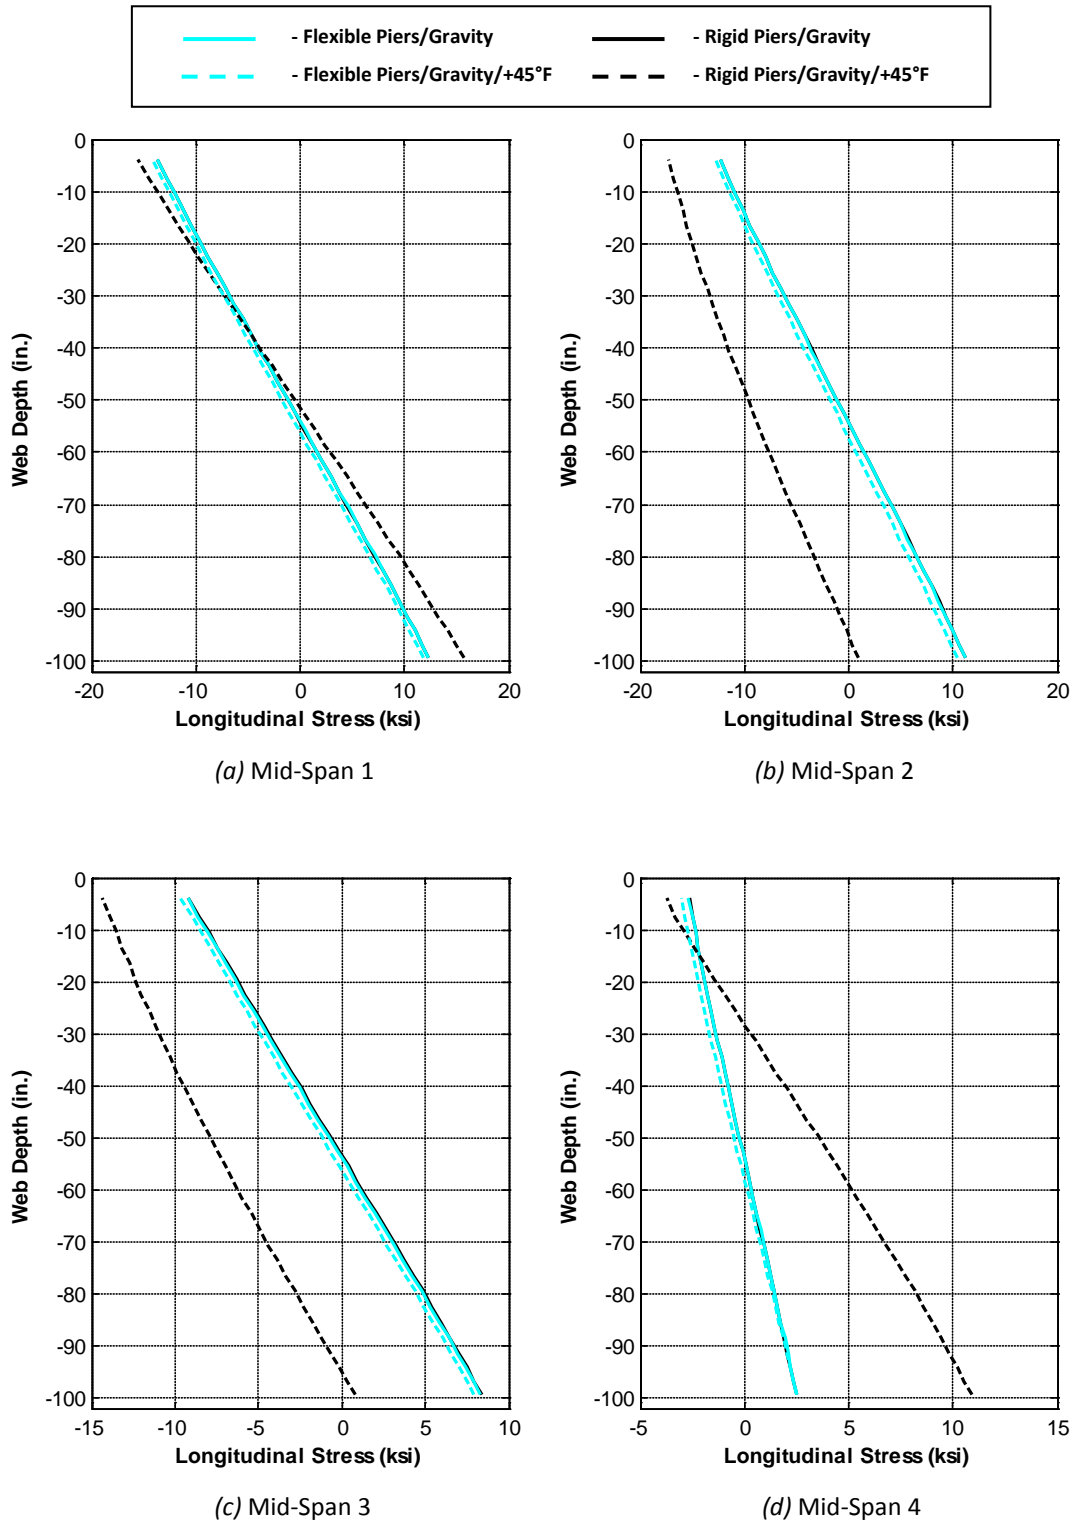 - Flexible Piers/Gravity - Rigid Piers/Gravity
- Flexible Piers/Gravity/+45°F - Rigid Piers/Gravity/+45°F
0
-10
-20
-30
-40
-50
-60
-70
-80
-90
-100
Web Depth (in.)
-20 -10 0 10 20
Longitudinal Stress (ksi)
(a) Mid-Span 1
0
-10
-20
-30
-40
-50
-60
-70
-80
-90
-100
Web Depth (in.)
-20 -10 0 10 20
Longitudinal Stress (ksi)
(b) Mid-Span 2
0
-10
-20
-30
-40
-50
-60
-70
-80
-90
-100
Web Depth (in.)
-15 -10 -5 0 5 10
Longitudinal Stress (ksi)
(c) Mid-Span 3
0
-10
-20
-30
-40
-50
-60
-70
-80
-90
-100
Web Depth (in.)
-5 0 5 10 15
Longitudinal Stress (ksi)
(d) Mid-Span 4